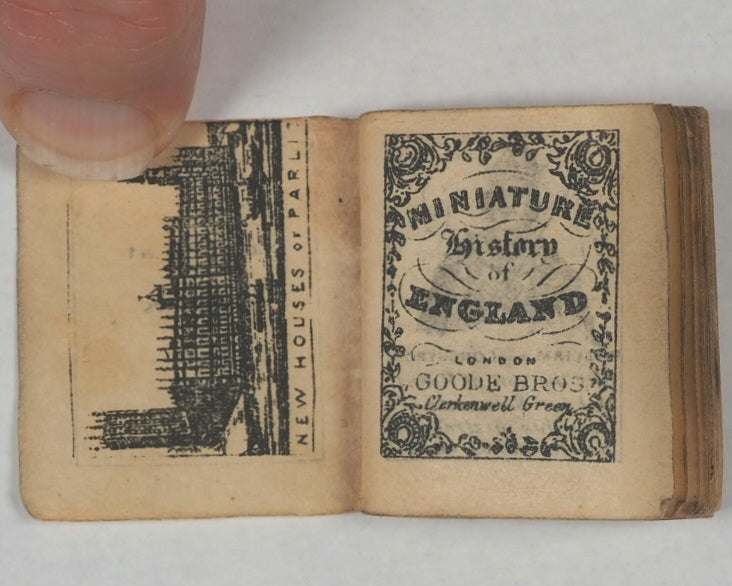 NEW HOUSES OF PARLI
MINIATURE
History
of
ENGLAND
LONDON
GOODE BROS
Clerkenwell Green